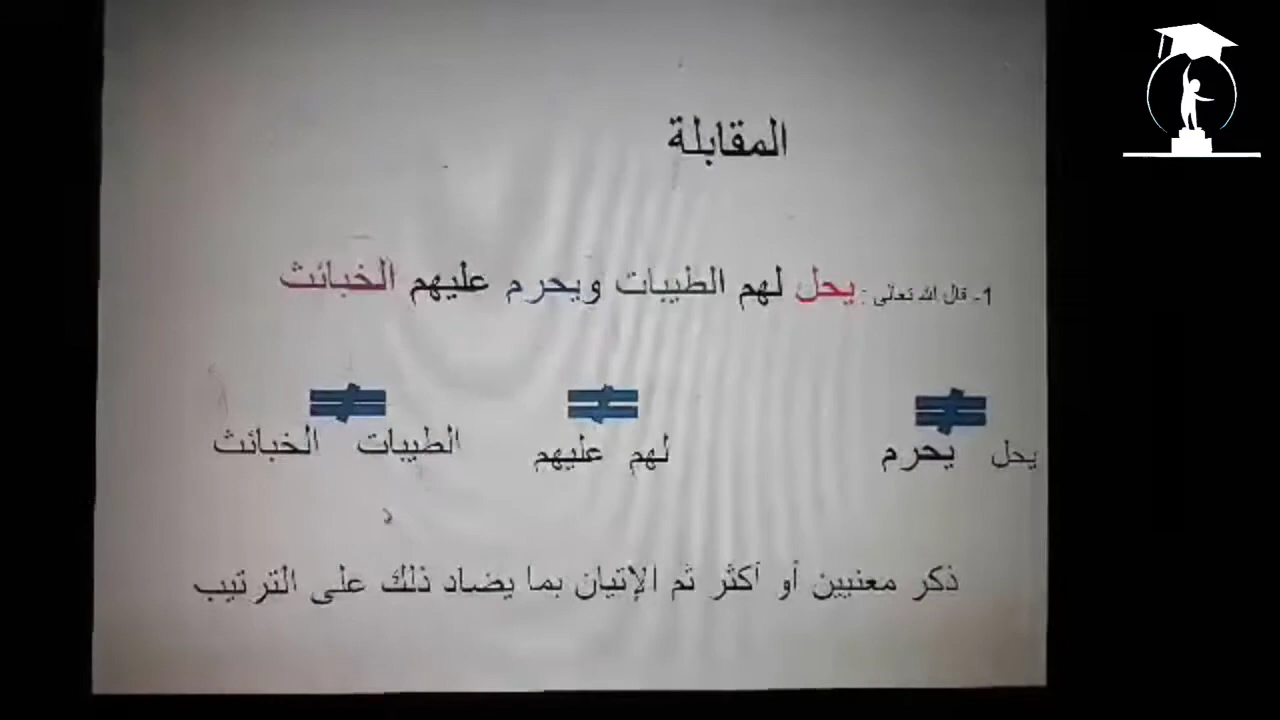 المقابلة
1- قال الله تعالى : يحل لهم الطيبات ويحرم عليهم الخبائث
يحل يحرم لهم عليهم الطيبات الخبائث
ذكر معنيين أو أكثر ثم الإتيان بما يضاد ذلك على الترتيب